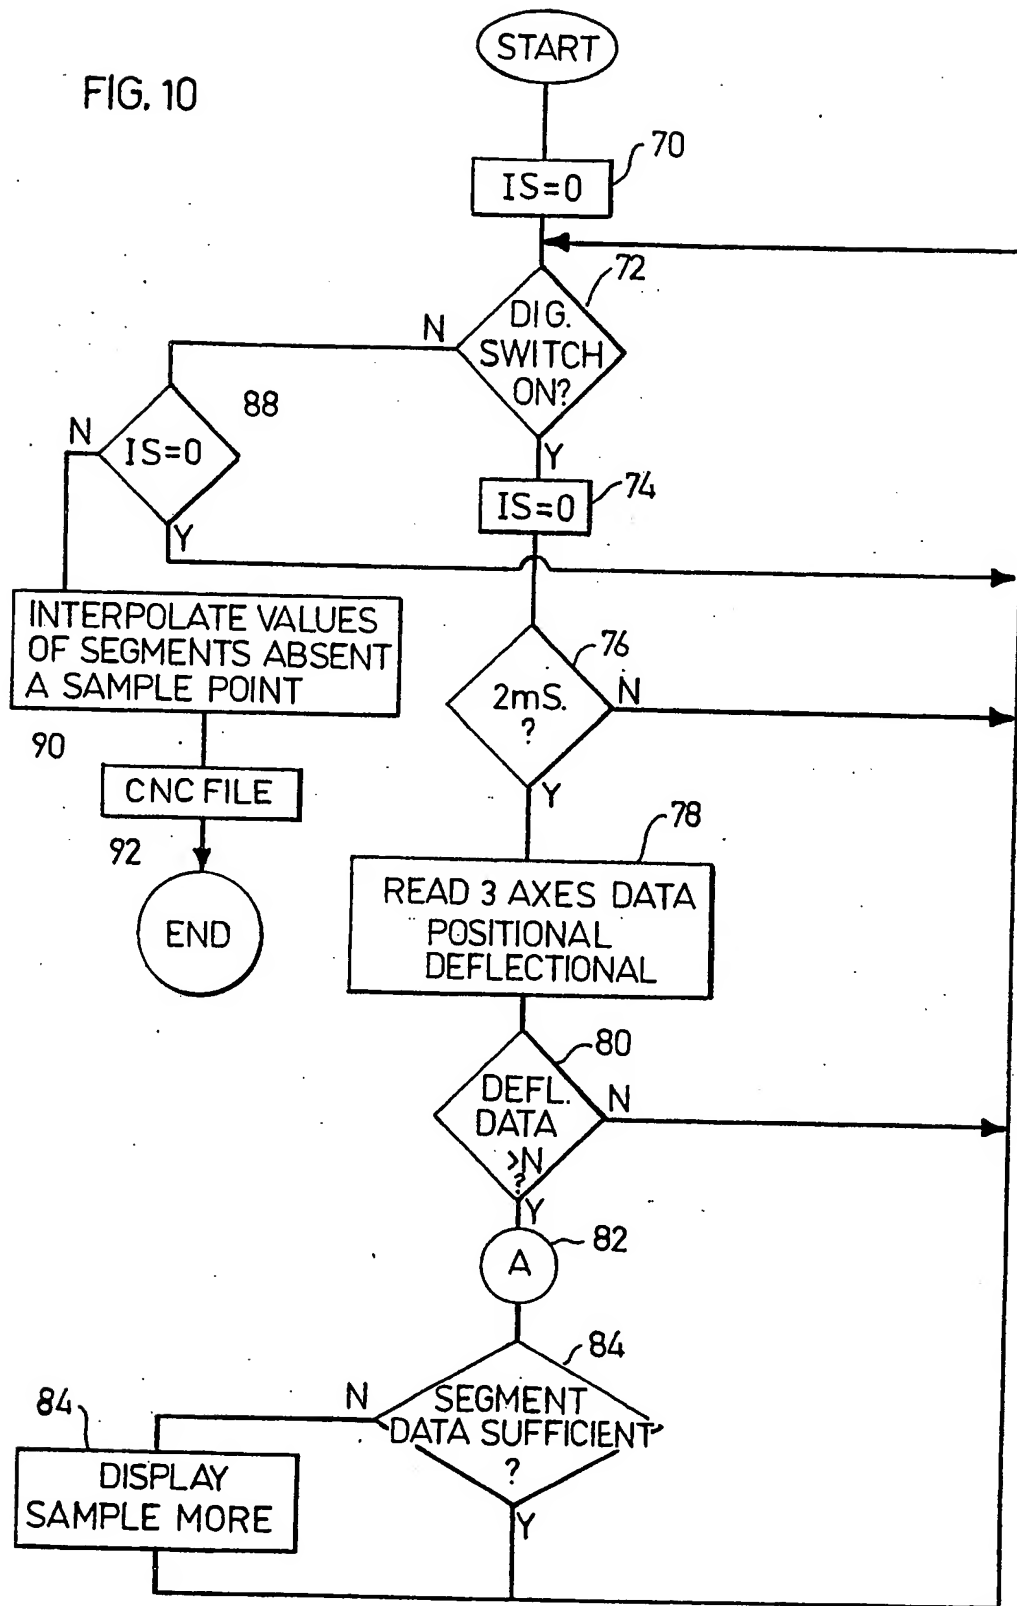 START
FIG. 10
70
IS=0
72
DIG.
SWITCH
ON?
N
88
N
IS=0
Y
74
IS=0
Y
INTERPOLATE VALUES
OF SEGMENTS ABSENT
A SAMPLE POINT
76
2mS.
?
N
Y
90
CNC FILE
92
END
78
READ 3 AXES DATA
POSITIONAL
DEFLECTIONAL
80
DEFL.
DATA
>N
?
N
Y
82
A
84
SEGMENT
DATA SUFFICIENT
?
N
Y
84
DISPLAY
SAMPLE MORE